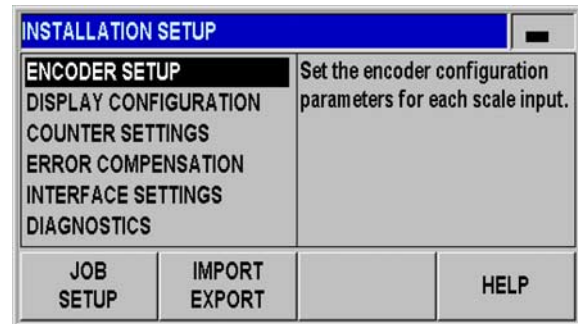 INSTALLATION SETUP
ENCODER SETUP
DISPLAY CONFIGURATION
COUNTER SETTINGS
ERROR COMPENSATION
INTERFACE SETTINGS
DIAGNOSTICS
Set the encoder configuration
parameters for each scale input.
JOB
SETUP
IMPORT
EXPORT
HELP